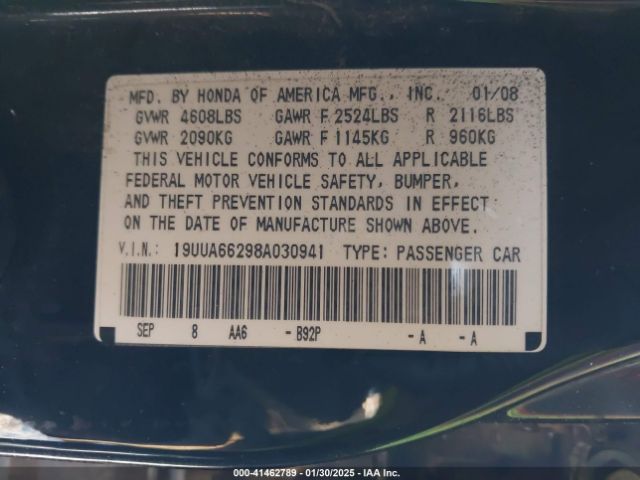 MFD. BY HONDA OF AMERICA MFG., INC. 01/08
GVWR 4608LBS GAWR F 2524LBS R 2116LBS
GVWR 2090KG GAWR F 1145KG R 960KG
THIS VEHICLE CONFORMS TO ALL APPLICABLE
FEDERAL MOTOR VEHICLE SAFETY, BUMPER,
AND THEFT PREVENTION STANDARDS IN EFFECT
ON THE DATE OF MANUFACTURE SHOWN ABOVE.
V.I.N.: 19UUA66298A030941 TYPE: PASSENGER CAR
SEP 8 AA6 -B92P -A -A
000-41462789 - 01/30/2025 - IAA Inc.